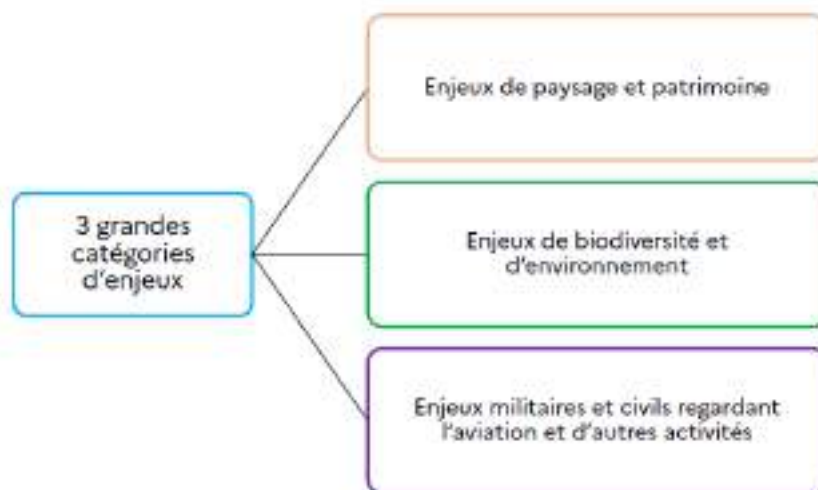 Enjeux de paysage et patrimoine
3 grandes
catégories
d'enjeux
Enjeux de biodiversité et
d'environnement
Enjeux militaires et civils regardant
l'aviation et d'autres activités